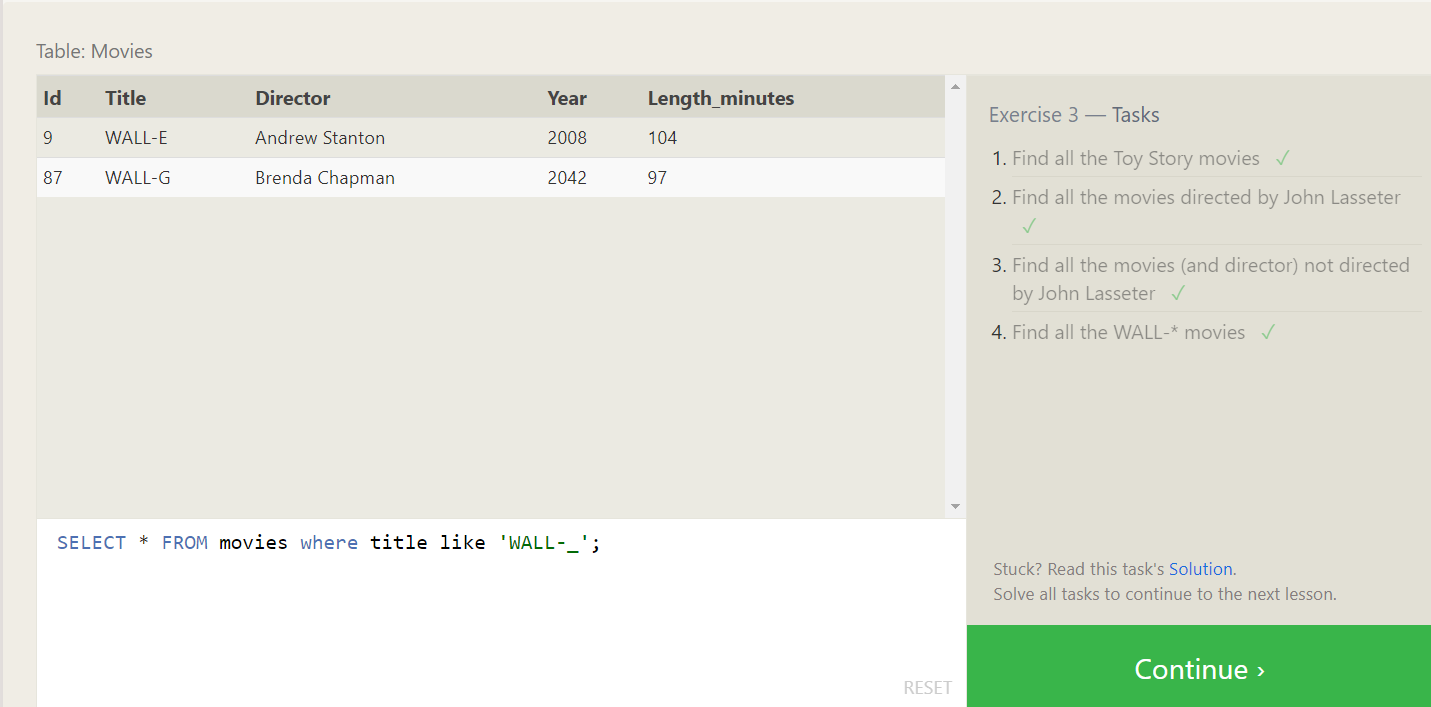 Table: Movies
Id Title Director Year Length_minutes
9 WALL-E Andrew Stanton 2008 104
87 WALL-G Brenda Chapman 2042 97
SELECT * FROM movies where title like 'WALL-_';
RESET
Exercise 3 — Tasks
1. Find all the Toy Story movies ✓
2. Find all the movies directed by John Lasseter
✓
3. Find all the movies (and director) not directed
by John Lasseter ✓
4. Find all the WALL-* movies ✓
Stuck? Read this task's Solution.
Solve all tasks to continue to the next lesson.
Continue ›